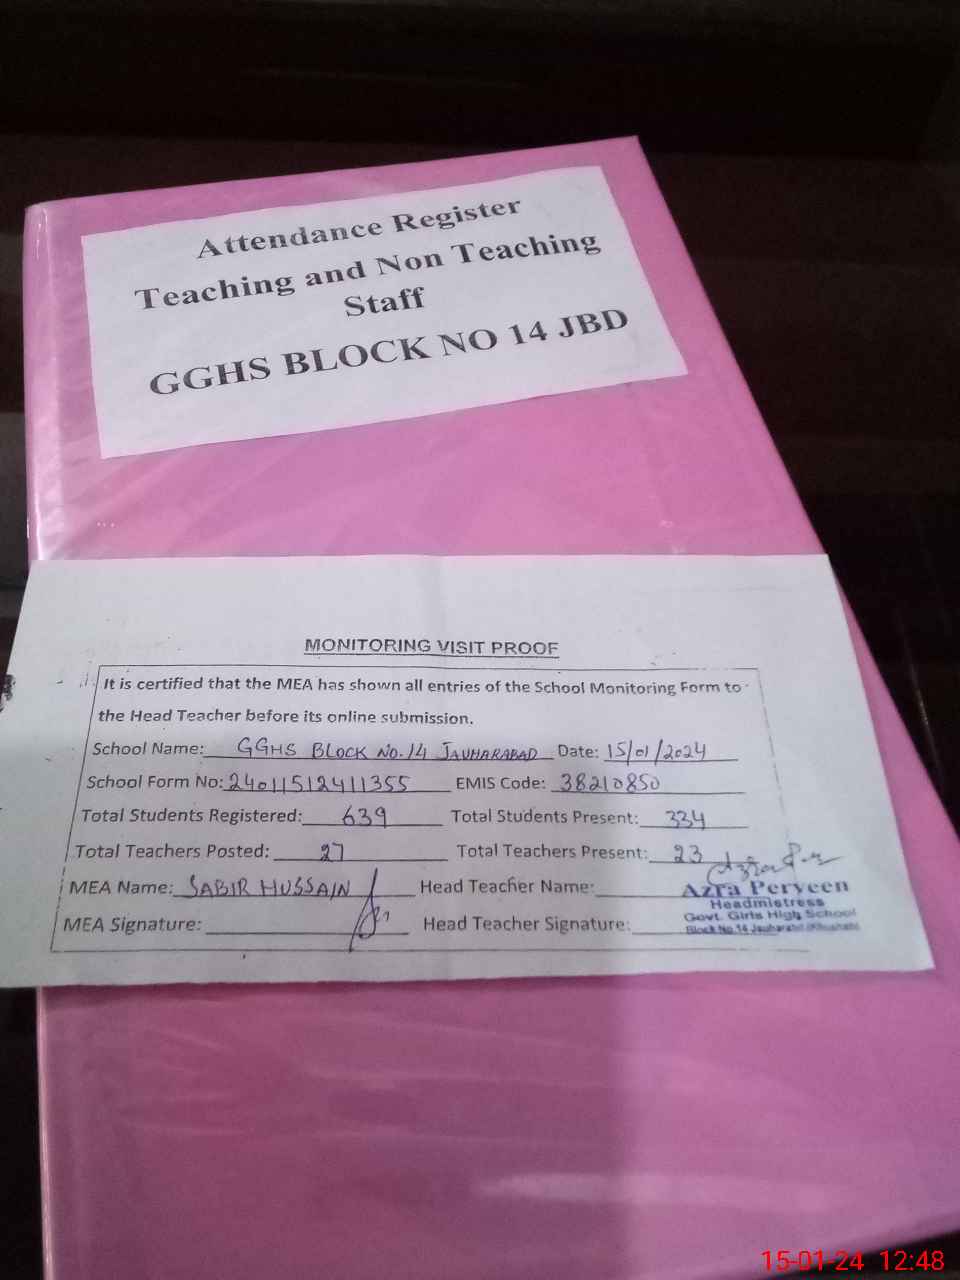 Attendance Register
Teaching and Non Teaching
Staff
GGHS BLOCK NO 14 JBD
MONITORING VISIT PROOF
It is certified that the MEA has shown all entries of the School Monitoring Form to
the Head Teacher before its online submission.
School Name: GGHS BLOCK NO. 14 JAUHARABAD Date: 15/01/2024
School Form No: 24011512411355 EMIS Code: 38210850
Total Students Registered: 639 Total Students Present: 334
Total Teachers Posted: 27 Total Teachers Present: 23
MEA Name: SABIR HUSSAIN Head Teacher Name:
Azra Perveen
Headmistress
Govt. Girls High School
Block No.14 Jauharabad (Khushab)
MEA Signature: Head Teacher Signature:
15-01-24 12:48